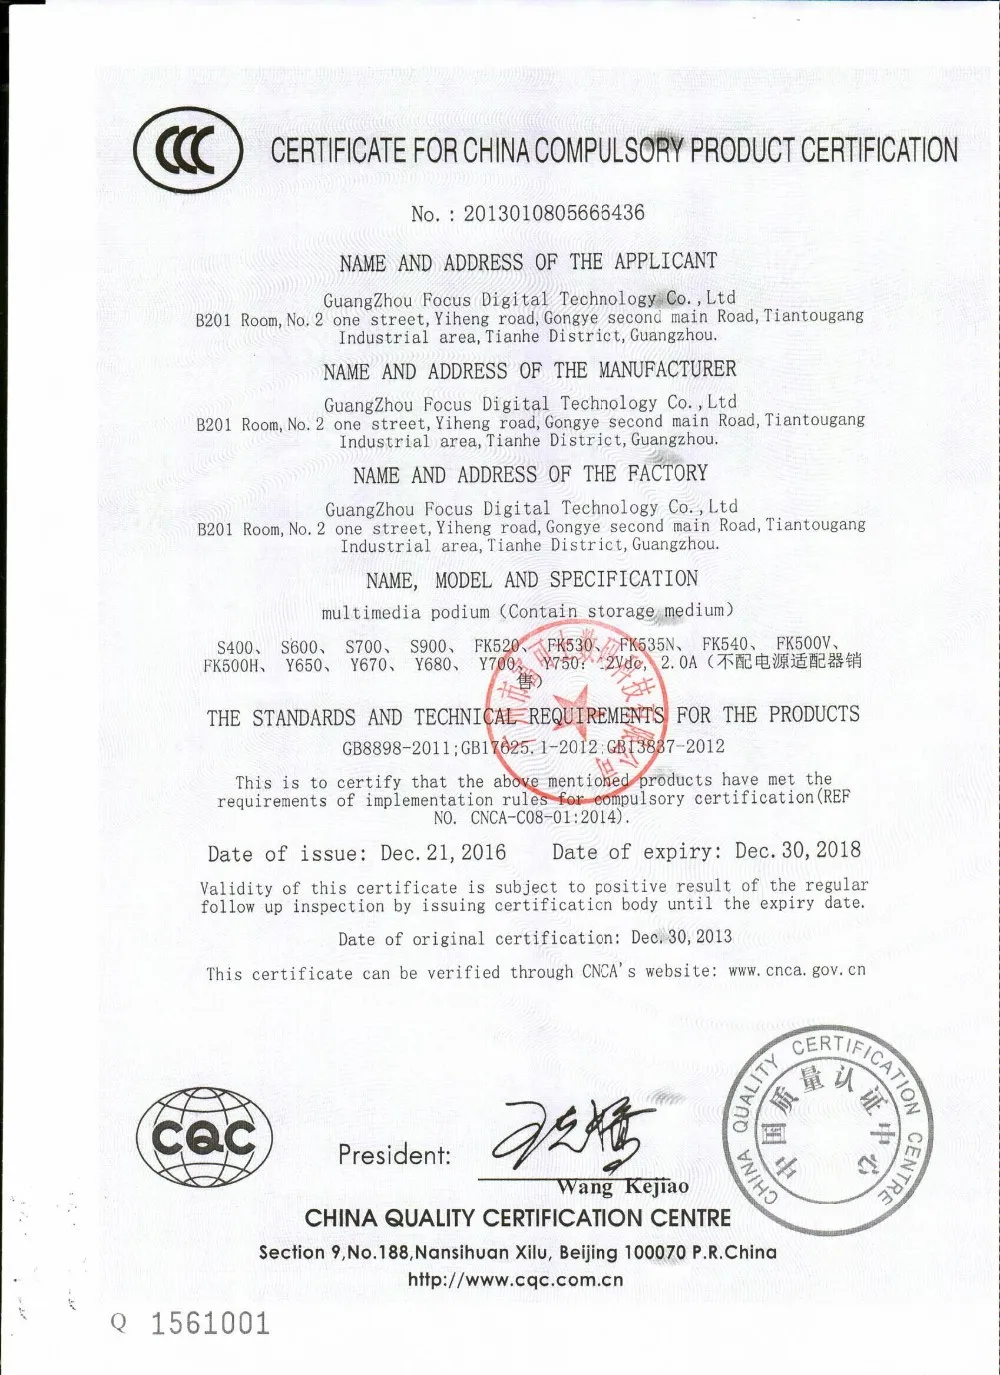 CCC
CERTIFICATE FOR CHINA COMPULSORY PRODUCT CERTIFICATION
No. : 2013010805665436
NAME AND ADDRESS OF THE APPLICANT
GuangZhou Focus Digital Technology Co.,Ltd
B201 Room,No.2 one street,Yiheng road,Gongye second main Road,Tiantougang
Industrial area,Tianhe District,Guangzhou.
NAME AND ADDRESS OF THE MANUFACTURER
GuangZhou Focus Digital Technology Co.,Ltd
B201 Room,No.2 one street,Yiheng road,Gongye second main Road,Tiantougang
Industrial area,Tianhe District,Guangzhou.
NAME AND ADDRESS OF THE FACTORY
GuangZhou Focus Digital Technology Co.,Ltd
B201 Room,No.2 one street,Yiheng road,Gongye second main Road,Tiantougang
Industrial area,Tianhe District,Guangzhou.
NAME, MODEL AND SPECIFICATION
multimedia podium (Contain storage medium)
S400、 S600、 S700、 S900、 FK520、 FK530、 FK535N、 FK540、 FK500V、
FK500H、 Y650、 Y670、 Y680、 Y700、 Y750: 2Vdc, 2.0A (不配电源适配器销
售)
THE STANDARDS AND TECHNICAL REQUIREMENTS FOR THE PRODUCTS
GB8898-2011;GB17625.1-2012;GB13837-2012
This is to certify that the above mentioned products have met the
requirements of implementation rules for compulsory certification(REF
NO. CNCA-C08-01:2014).
Date of issue: Dec.21,2016 Date of expiry: Dec.30,2018
Validity of this certificate is subject to positive result of the regular
follow up inspection by issuing certification body until the expiry date.
Date of original certification: Dec.30,2013
This certificate can be verified through CNCA's website: www.cnca.gov.cn
CHINA QUALITY CERTIFICATION CENTRE
中国质量认证中心
CQC
President:
Wang Kejiao
CHINA QUALITY CERTIFICATION CENTRE
Section 9,No.188,Nansihuan Xilu, Beijing 100070 P.R.China
http://www.cqc.com.cn
Q 1561001